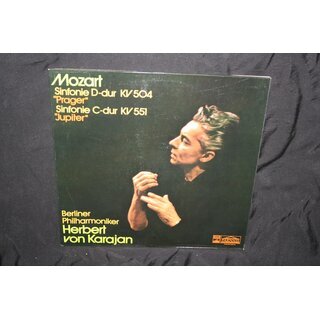 Mozart
Sinfonie D-dur KV 504
"Prager"
Sinfonie C-dur KV 551
"Jupiter"
Berliner
Philharmoniker
Herbert
von Karajan